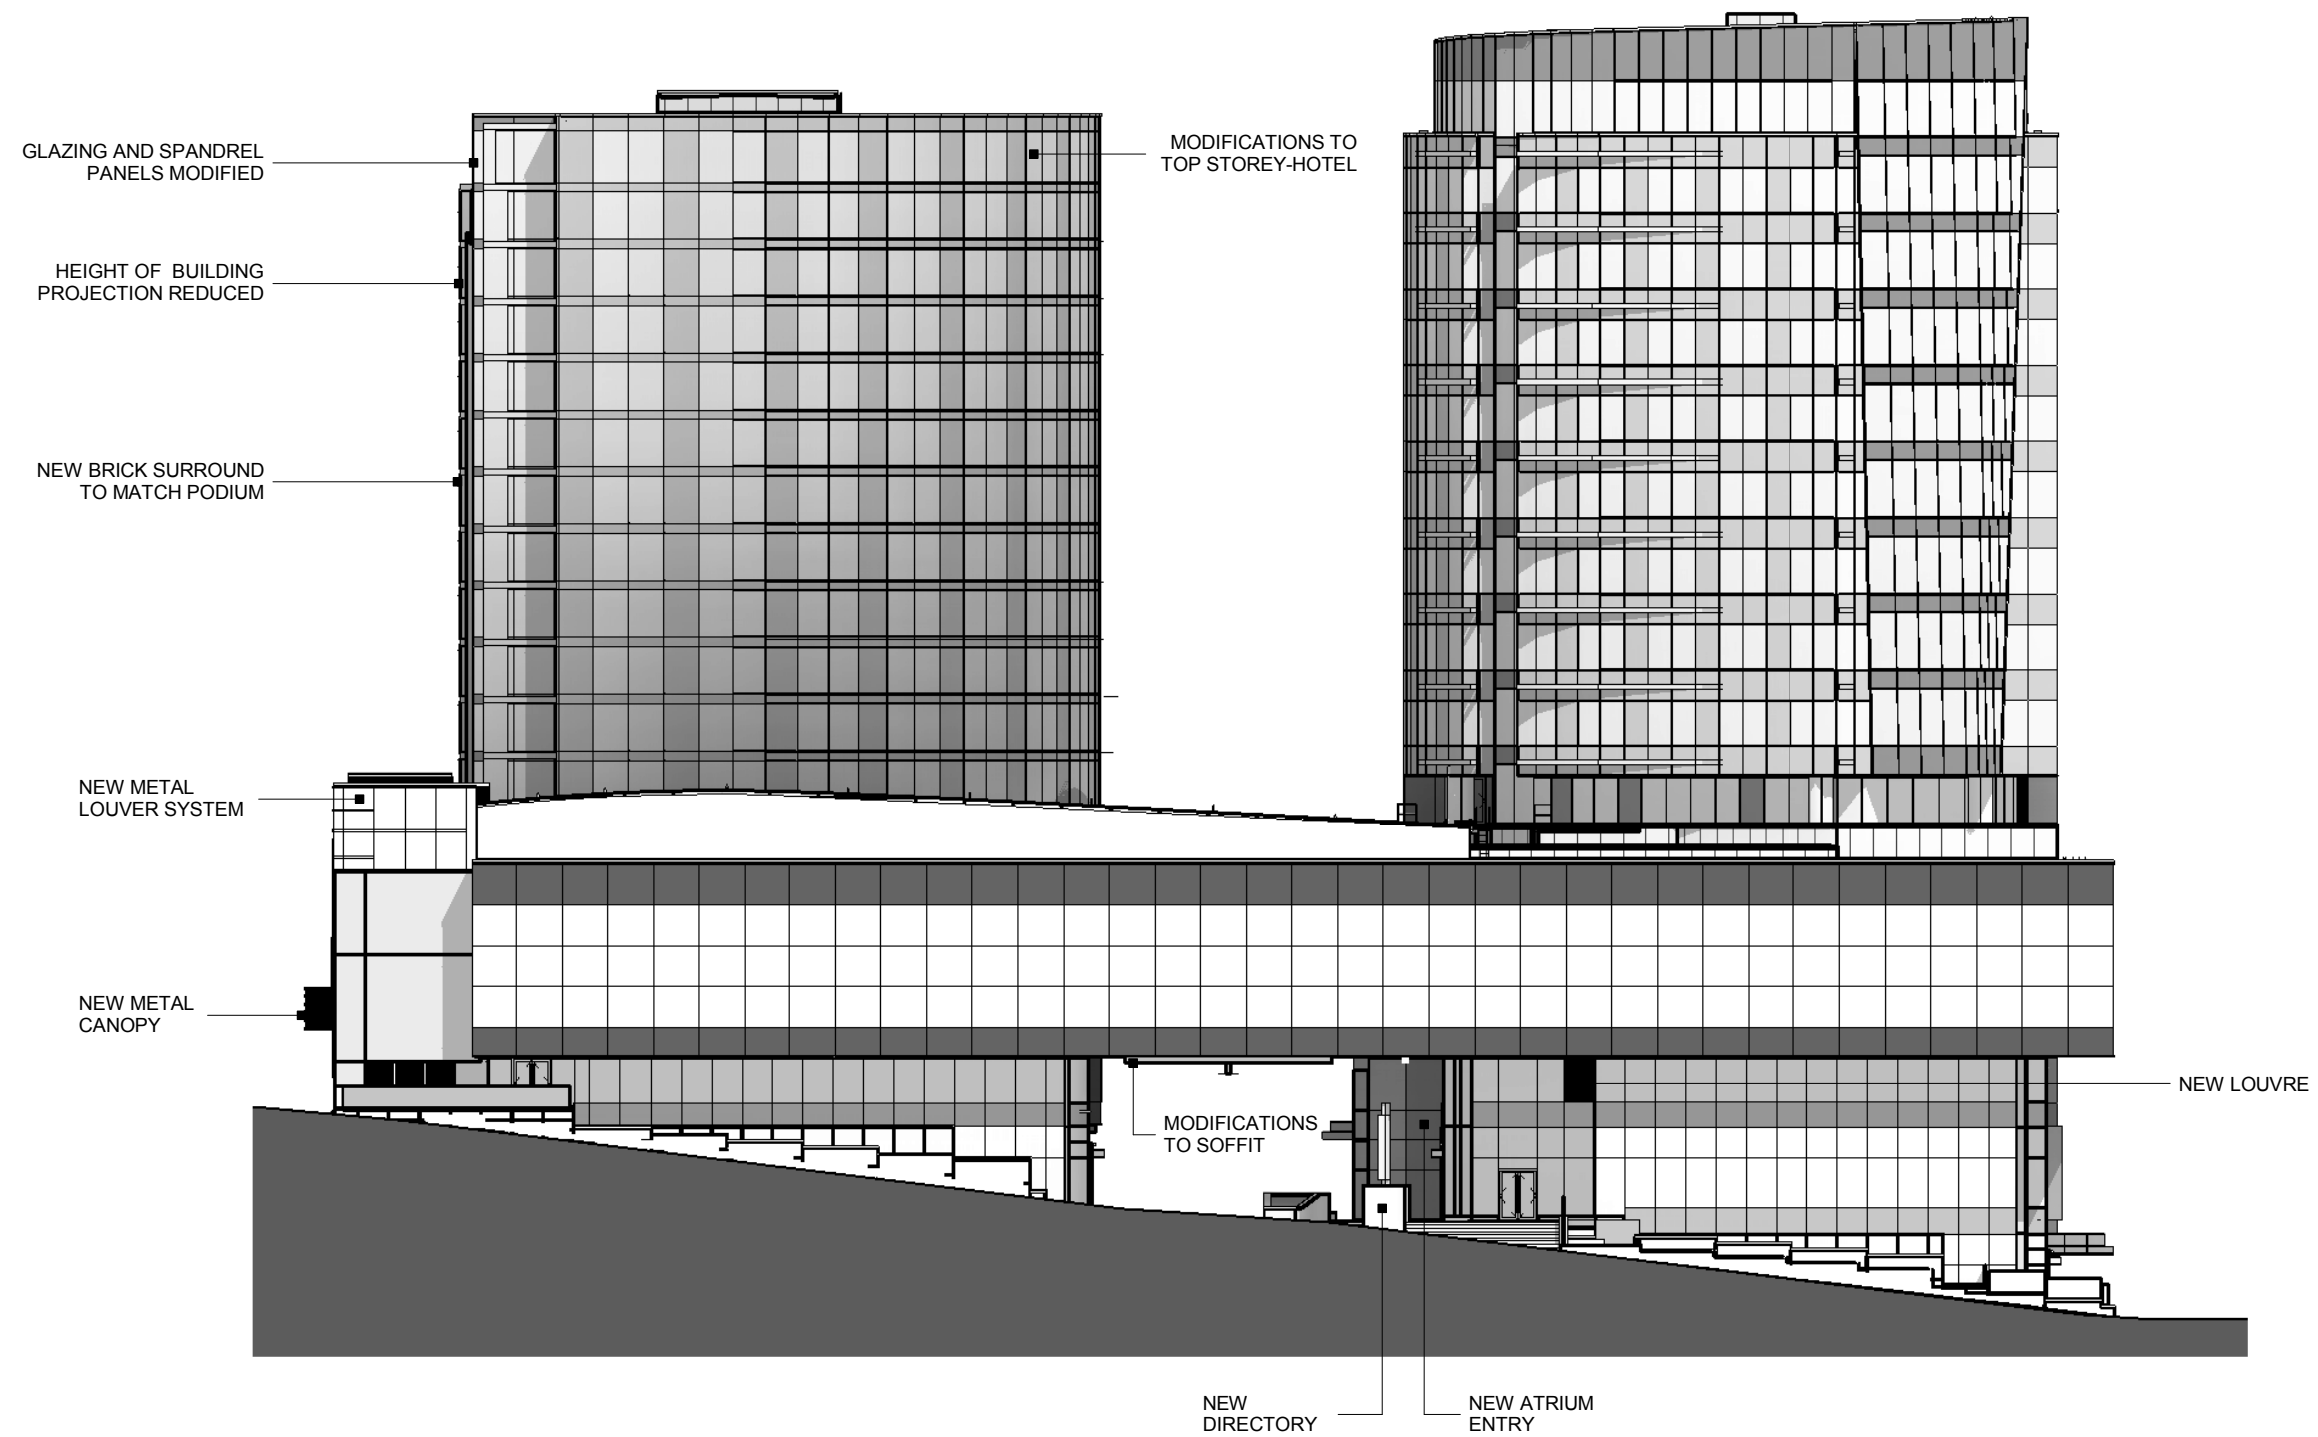 GLAZING AND SPANDREL
PANELS MODIFIED
MODIFICATIONS TO
TOP STOREY-HOTEL
HEIGHT OF BUILDING
PROJECTION REDUCED
NEW BRICK SURROUND
TO MATCH PODIUM
NEW METAL
LOUVER SYSTEM
NEW METAL
CANOPY
NEW LOUVRE
MODIFICATIONS
TO SOFFIT
NEW
DIRECTORY
NEW ATRIUM
ENTRY